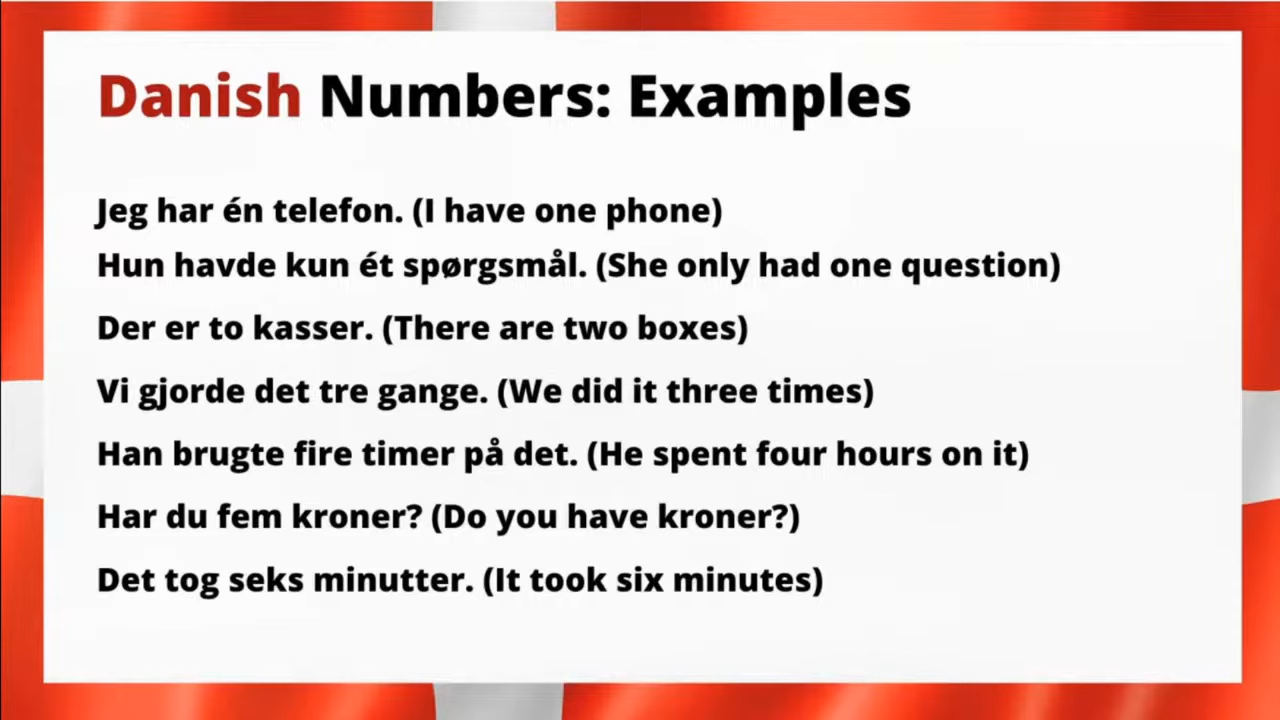 Danish Numbers: Examples
Jeg har én telefon. (I have one phone)
Hun havde kun ét spørgsmål. (She only had one question)
Der er to kasser. (There are two boxes)
Vi gjorde det tre gange. (We did it three times)
Han brugte fire timer på det. (He spent four hours on it)
Har du fem kroner? (Do you have kroner?)
Det tog seks minutter. (It took six minutes)